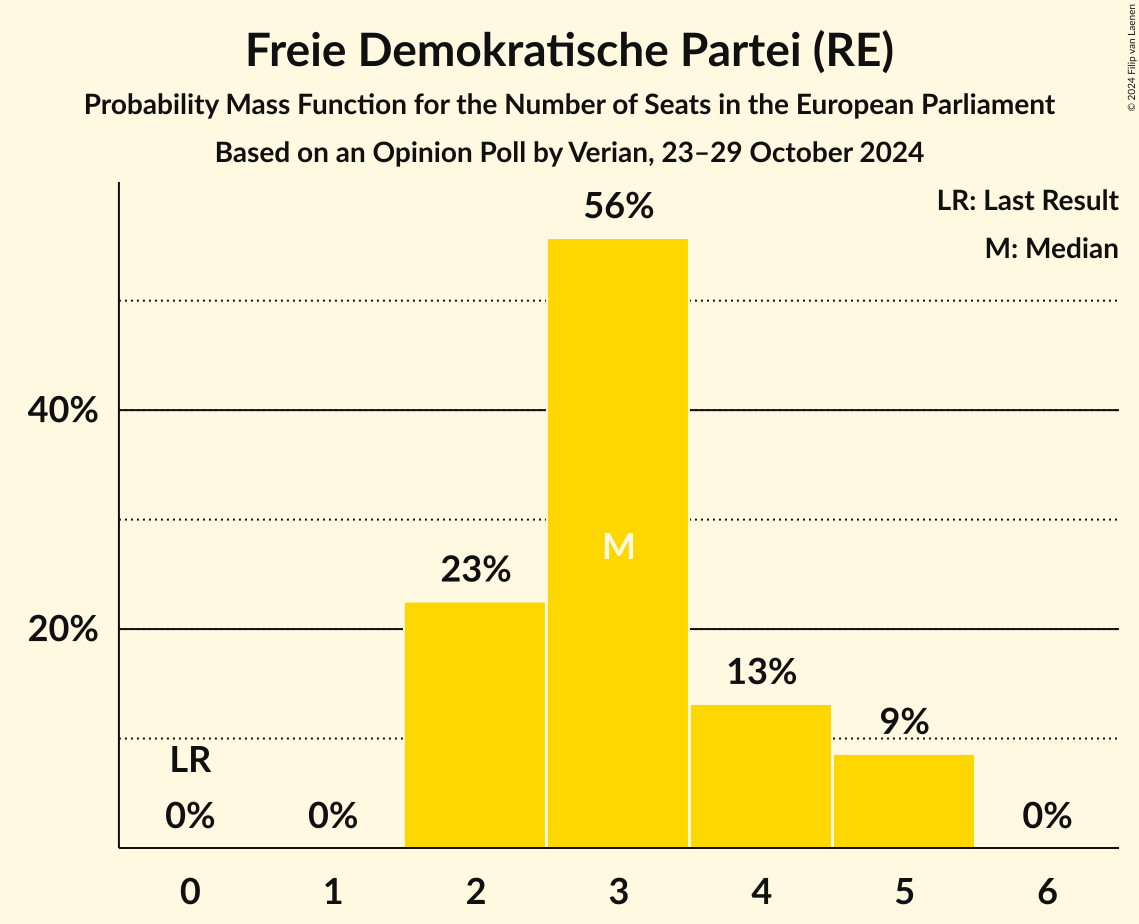 Freie Demokratische Partei (RE)
Probability Mass Function for the Number of Seats in the European Parliament
Based on an Opinion Poll by Verian, 23–29 October 2024
© 2024 Filip van Laenen
LR: Last Result
M: Median
56%
40%
M
23%
20%
13%
9%
LR
0%
0%
0%
0
1
2
3
4
5
6